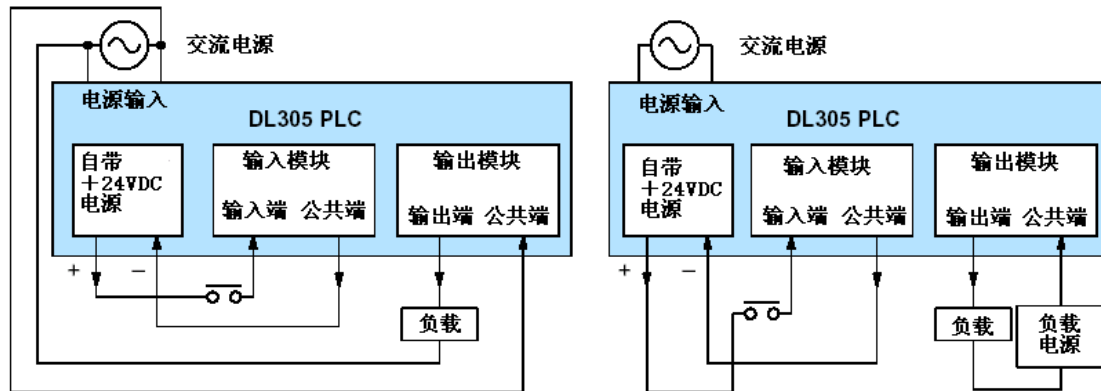 交流电源
电源输入
DL305 PLC
自带
+24VDC
电源
输入模块
输入端 公共端
输出模块
输出端 公共端
+ −
负载
交流电源
电源输入
DL305 PLC
自带
+24VDC
电源
输入模块
输入端 公共端
输出模块
输出端 公共端
+ −
负载
负载
电源